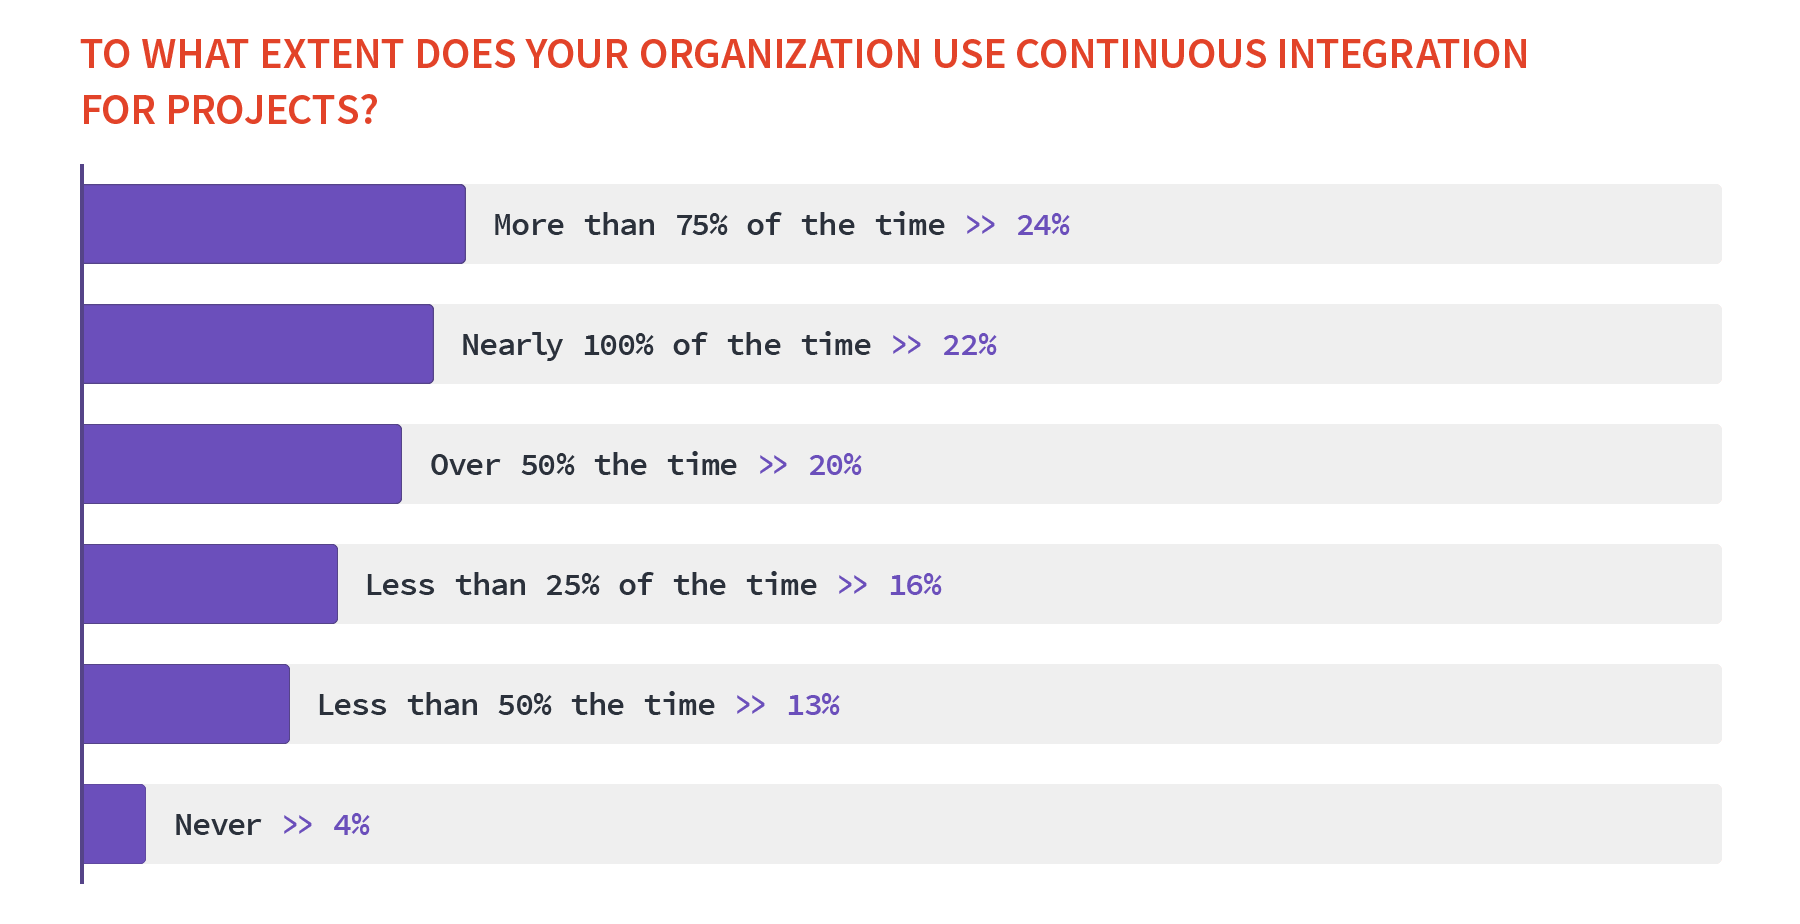 TO WHAT EXTENT DOES YOUR ORGANIZATION USE CONTINUOUS INTEGRATION
FOR PROJECTS?
More than 75% of the time >> 24%
Nearly 100% of the time >> 22%
Over 50% the time >> 20%
Less than 25% of the time >> 16%
Less than 50% the time >> 13%
Never >> 4%